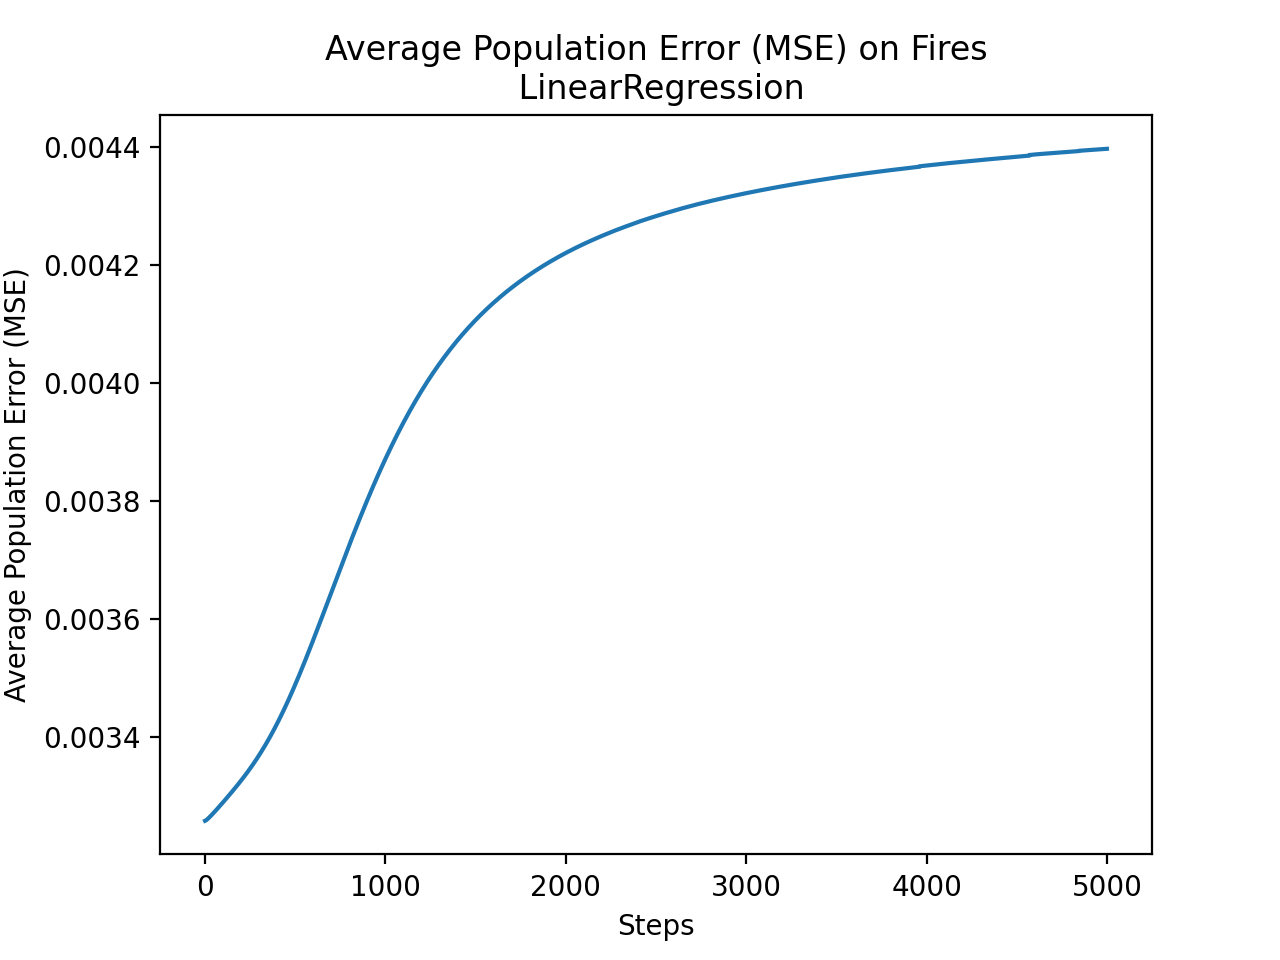 Average Population Error (MSE) on Fires
LinearRegression
Average Population Error (MSE)
0.0044
0.0042
0.0040
0.0038
0.0036
0.0034
0 1000 2000 3000 4000 5000
Steps